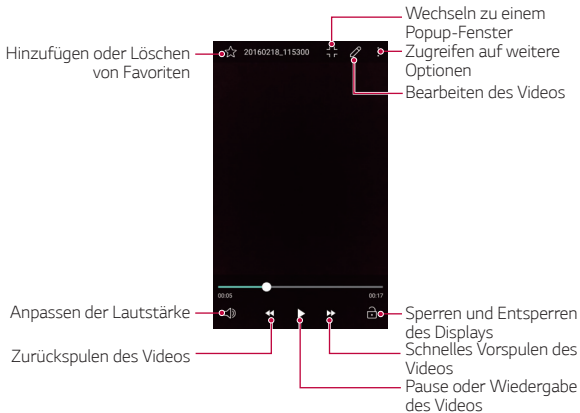 Wechseln zu einem
Popup-Fenster
Hinzufügen oder Löschen
von Favoriten
20160218_115300
Zugreifen auf weitere
Optionen
Bearbeiten des Videos
00:05
00:17
Anpassen der Lautstärke
Sperren und Entsperren
des Displays
Zurückspulen des Videos
Schnelles Vorspulen des
Videos
Pause oder Wiedergabe
des Videos